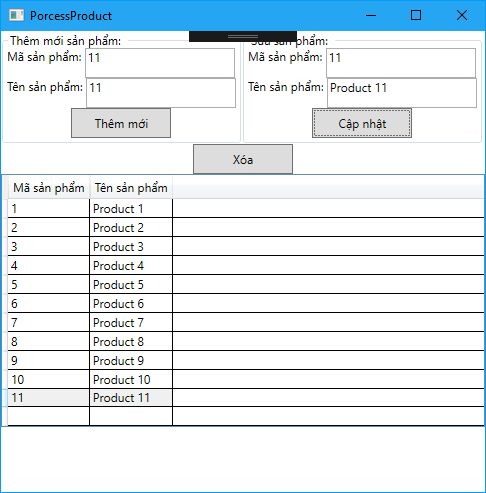 PorcessProduct
Thêm mới sản phẩm:
Sửa sản phẩm:
Mã sản phẩm: 11
Mã sản phẩm: 11
Tên sản phẩm: 11
Tên sản phẩm: Product 11
Thêm mới
Cập nhật
Xóa
Mã sản phẩm Tên sản phẩm
1 Product 1
2 Product 2
3 Product 3
4 Product 4
5 Product 5
6 Product 6
7 Product 7
8 Product 8
9 Product 9
10 Product 10
11 Product 11